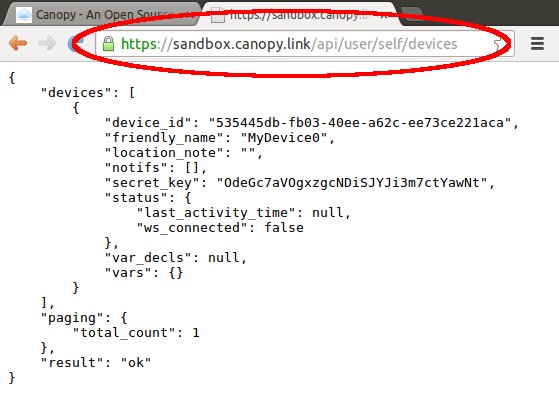 Canopy - An Open Source
https://sandbox.canopy.lin
https://sandbox.canopy.link/api/user/self/devices
{
    "devices": [
        {
            "device_id": "535445db-fb03-40ee-a62c-ee73ce221aca",
            "friendly_name": "MyDevice0",
            "location_note": "",
            "notifs": [],
            "secret_key": "OdeGc7aVOgxzgcNDiSJYJi3m7ctYawNt",
            "status": {
                "last_activity_time": null,
                "ws_connected": false
            },
            "var_decls": null,
            "vars": {}
        }
    ],
    "paging": {
        "total_count": 1
    },
    "result": "ok"
}